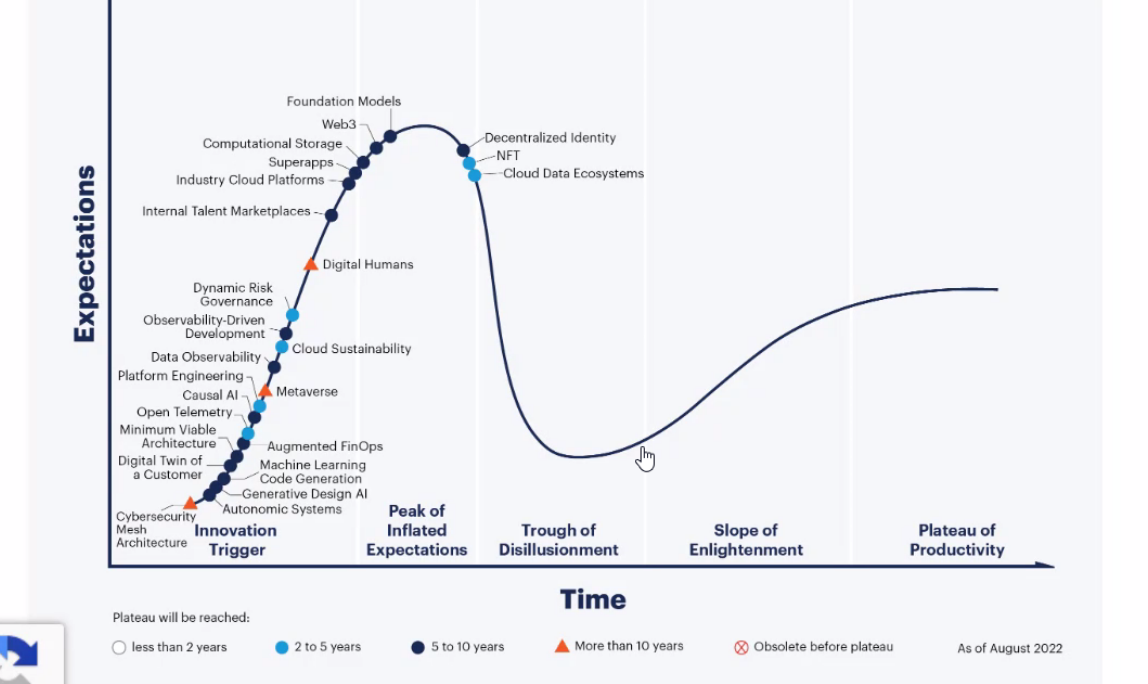 Foundation Models
Web3
Computational Storage
Superapps
Industry Cloud Platforms
Internal Talent Marketplaces
Decentralized Identity
NFT
Cloud Data Ecosystems
Digital Humans
Dynamic Risk
Governance
Observability-Driven
Development
Cloud Sustainability
Data Observability
Platform Engineering
Metaverse
Causal AI
Open Telemetry
Minimum Viable
Architecture
Augmented FinOps
Digital Twin of
a Customer
Machine Learning
Code Generation
Generative Design AI
Autonomic Systems
Cybersecurity
Mesh
Architecture
Expectations
Innovation
Trigger
Peak of
Inflated
Expectations
Trough of
Disillusionment
Slope of
Enlightenment
Plateau of
Productivity
Time
Plateau will be reached:
less than 2 years
2 to 5 years
5 to 10 years
More than 10 years
Obsolete before plateau
As of August 2022